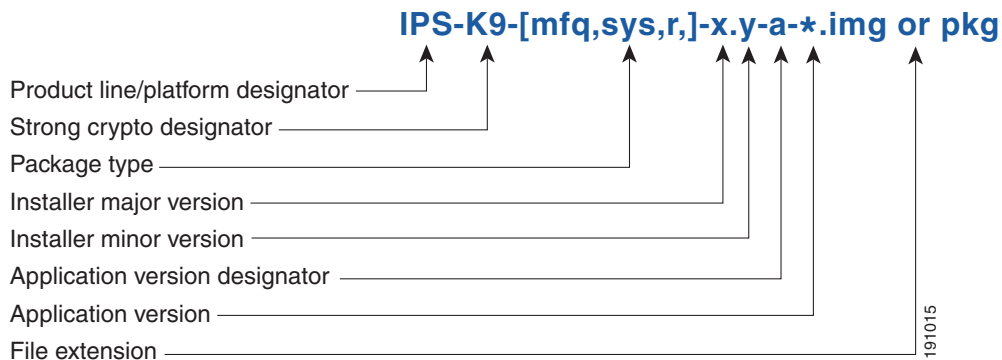 IPS-K9-[mfq,sys,r,]-x.y-a-*.img or pkg
Product line/platform designator
Strong crypto designator
Package type
Installer major version
Installer minor version
Application version designator
Application version
File extension
191015